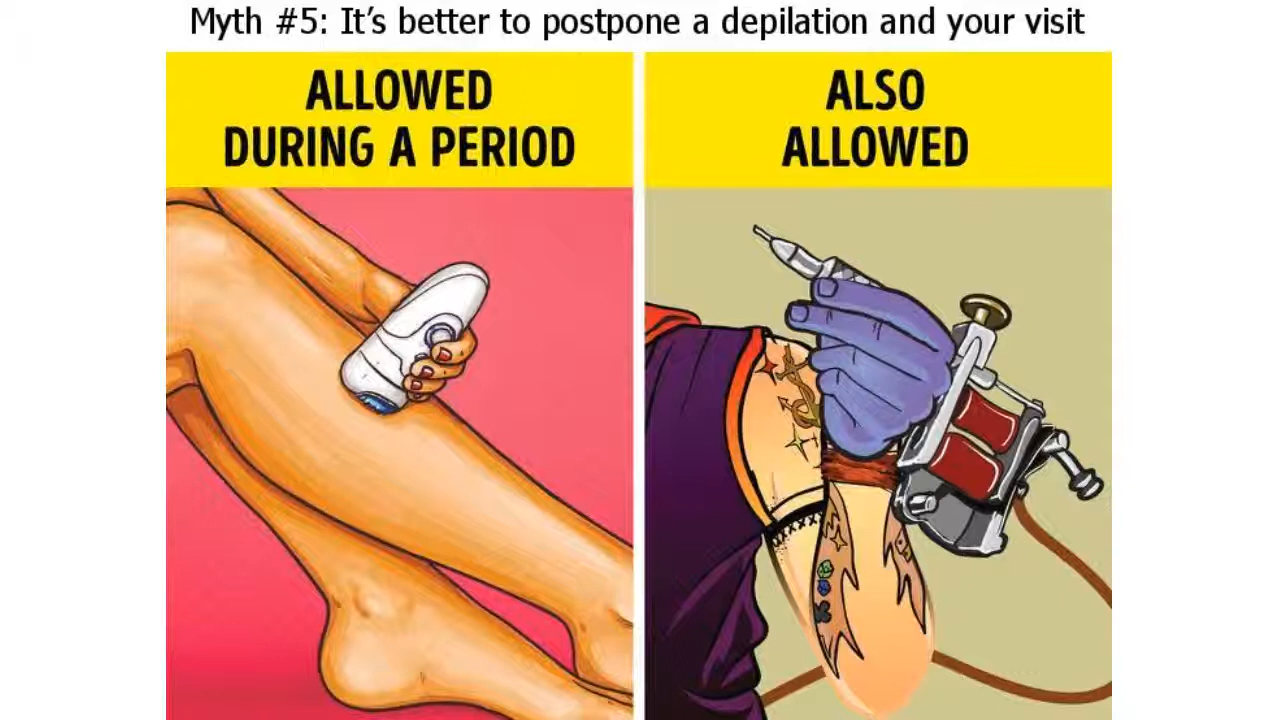 Myth #5: It's better to postpone a depilation and your visit
ALLOWED
DURING A PERIOD
ALSO
ALLOWED